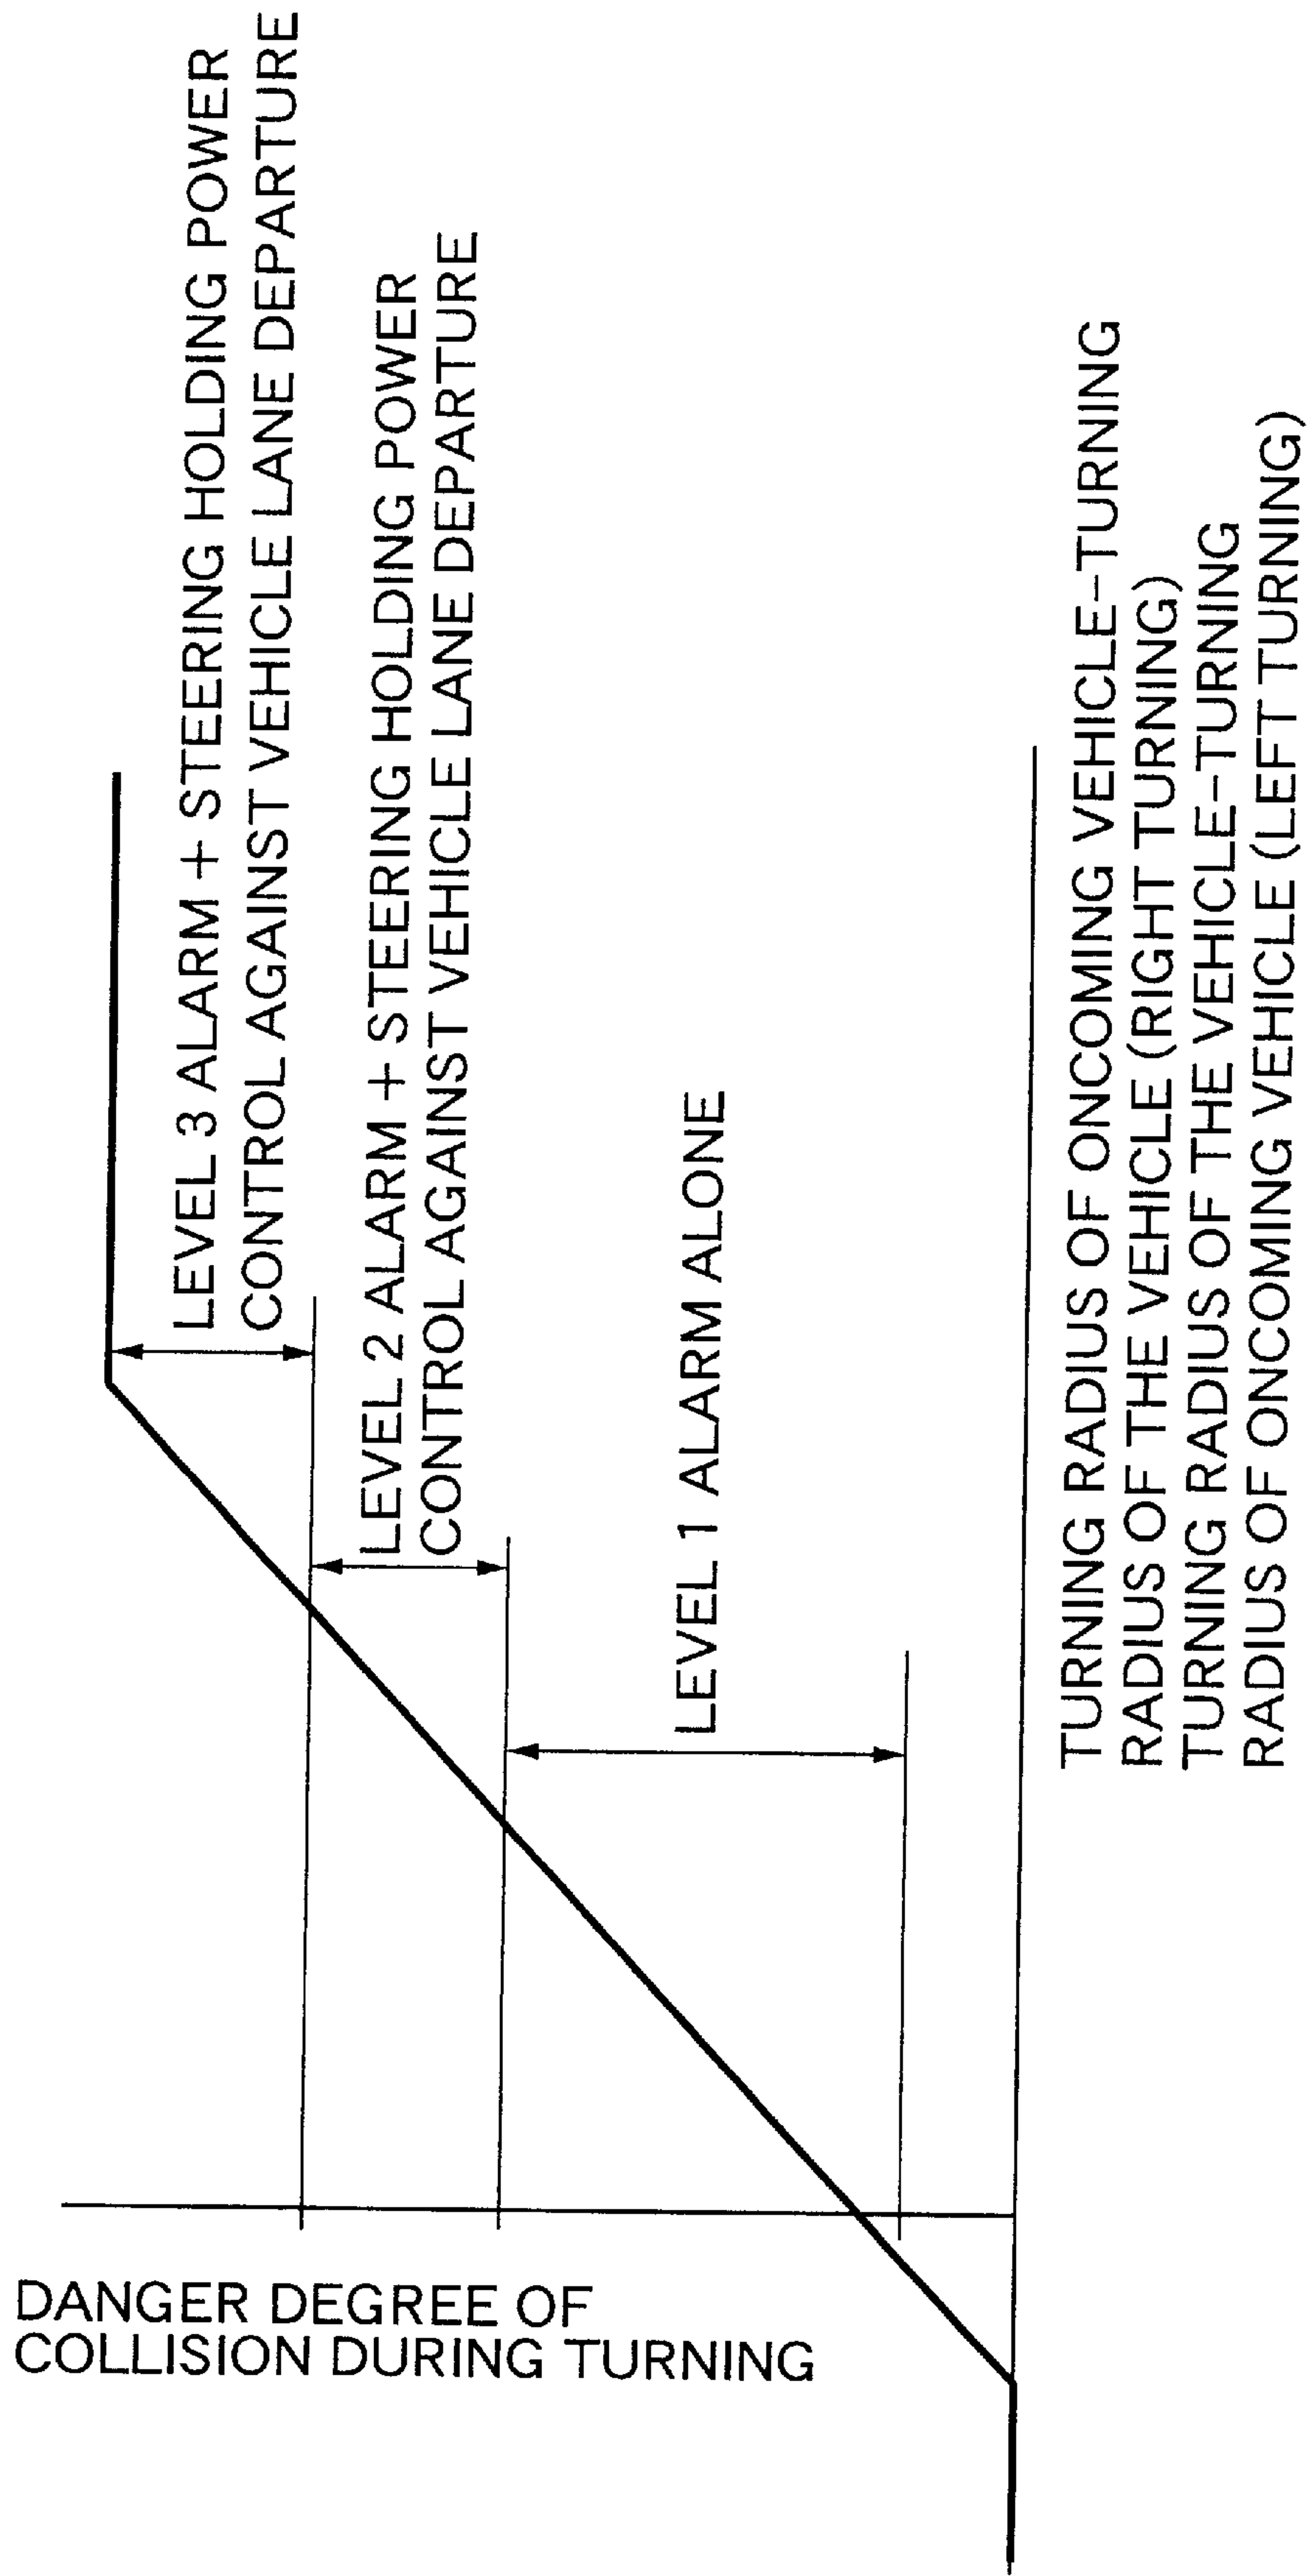 DANGER DEGREE OF
COLLISION DURING TURNING
LEVEL 3 ALARM + STEERING HOLDING POWER
CONTROL AGAINST VEHICLE LANE DEPARTURE
LEVEL 2 ALARM + STEERING HOLDING POWER
CONTROL AGAINST VEHICLE LANE DEPARTURE
LEVEL 1 ALARM ALONE
TURNING RADIUS OF ONCOMING VEHICLE-TURNING
RADIUS OF THE VEHICLE (RIGHT TURNING)
TURNING RADIUS OF THE VEHICLE-TURNING
RADIUS OF ONCOMING VEHICLE (LEFT TURNING)